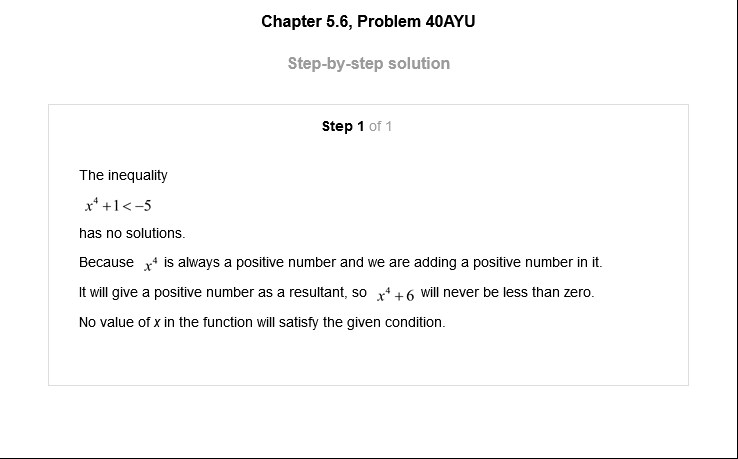 Chapter 5.6, Problem 40AYU
Step-by-step solution
Step 1 of 1
The inequality
x⁴ +1 < −5
has no solutions.
Because x⁴ is always a positive number and we are adding a positive number in it.
It will give a positive number as a resultant, so x⁴ + 6 will never be less than zero.
No value of x in the function will satisfy the given condition.